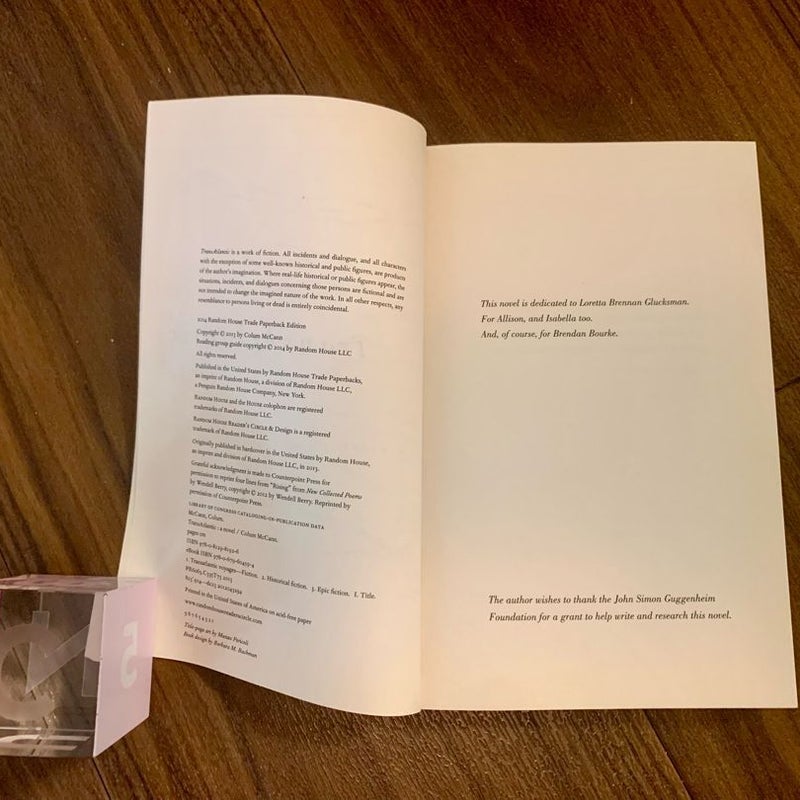 TransAtlantic is a work of fiction. All incidents and dialogue, and all characters
with the exception of some well-known historical and public figures, are products
of the author's imagination. Where real-life historical or public figures appear, the
situations, incidents, and dialogues concerning those persons are fictional and are
not intended to change the imagined nature of the work. In all other respects, any
resemblance to persons living or dead is entirely coincidental.
2014 Random House Trade Paperback Edition
Copyright © 2013 by Colum McCann
Reading group guide copyright © 2014 by Random House LLC
All rights reserved.
Published in the United States by Random House Trade Paperbacks,
an imprint of Random House, a division of Random House LLC,
a Penguin Random House Company, New York.
RANDOM HOUSE and the HOUSE colophon are registered
trademarks of Random House LLC.
RANDOM HOUSE READER'S CIRCLE & Design is a registered
trademark of Random House LLC.
Originally published in hardcover in the United States by Random House,
an imprint and division of Random House LLC, in 2013.
Grateful acknowledgment is made to Counterpoint Press for
permission to reprint four lines from "Rising" from New Collected Poems
by Wendell Berry, copyright © 2012 by Wendell Berry. Reprinted by
permission of Counterpoint Press.
LIBRARY OF CONGRESS CATALOGING-IN-PUBLICATION DATA
McCann, Colum.
TransAtlantic : a novel / Colum McCann.
pages cm
ISBN 978-0-8129-8192-6
eBook ISBN
1. Transatlantic voyages—Fiction. 2. Historical fiction. 3. Epic fiction. I. Title.
Printed in the United States of America on acid-free paper
www.randomhousereaderscircle.com
Title-page art by Matteo Pericoli
Book design by Barbara M. Bachman
This novel is dedicated to Loretta Brennan Glucksman.
For Allison, and Isabella too.
And, of course, for Brendan Bourke.
The author wishes to thank the John Simon Guggenheim
Foundation for a grant to help write and research this novel.
5